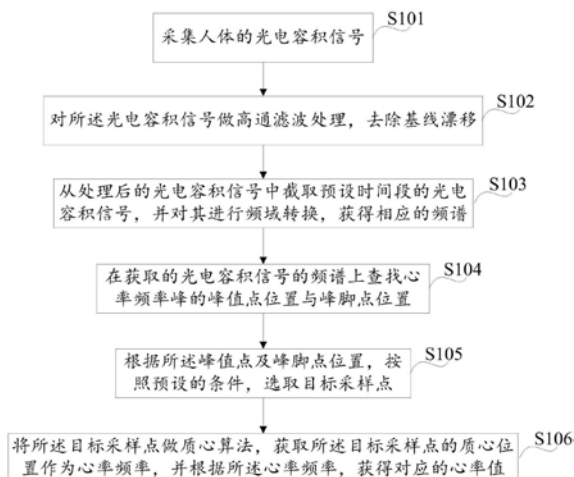 S101
采集人体的光电容积信号
S102
对所述光电容积信号做高通滤波处理，去除基线漂移
S103
从处理后的光电容积信号中截取预设时间段的光电
容积信号，并对其进行频域转换，获得相应的频谱
S104
在获取的光电容积信号的频谱上查找心
率频率峰的峰值点位置与峰脚点位置
S105
根据所述峰值点及峰脚点位置，按
照预设的条件，选取目标采样点
S106
将所述目标采样点做质心算法，获取所述目标采样点的质心位
置作为心率频率，并根据所述心率频率，获得对应的心率值